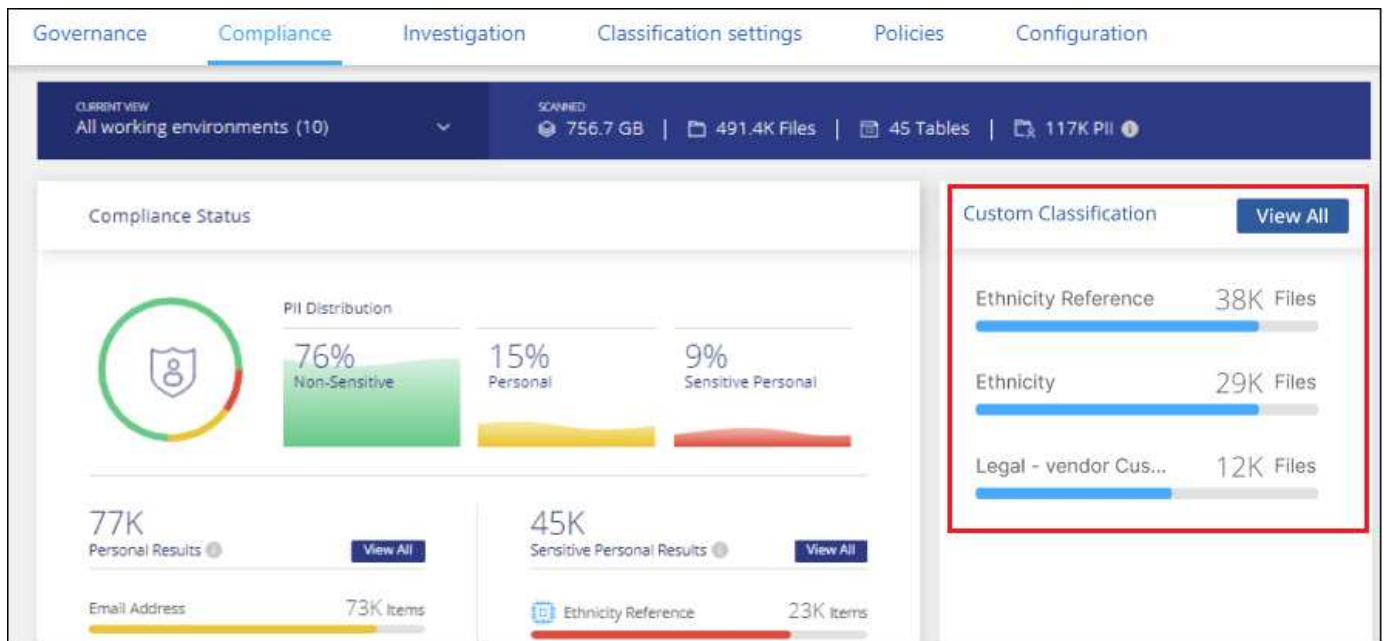 Governance Compliance Investigation Classification settings Policies Configuration
CURRENT VIEW
All working environments (10)
SCANNED
756.7 GB | 491.4K Files | 45 Tables | 117K PII
Compliance Status
PII Distribution
76%
Non-Sensitive
15%
Personal
9%
Sensitive Personal
77K
Personal Results
View All
Email Address 73K Items
45K
Sensitive Personal Results
View All
Ethnicity Reference 23K Items
Custom Classification View All
Ethnicity Reference 38K Files
Ethnicity 29K Files
Legal - vendor Cus... 12K Files